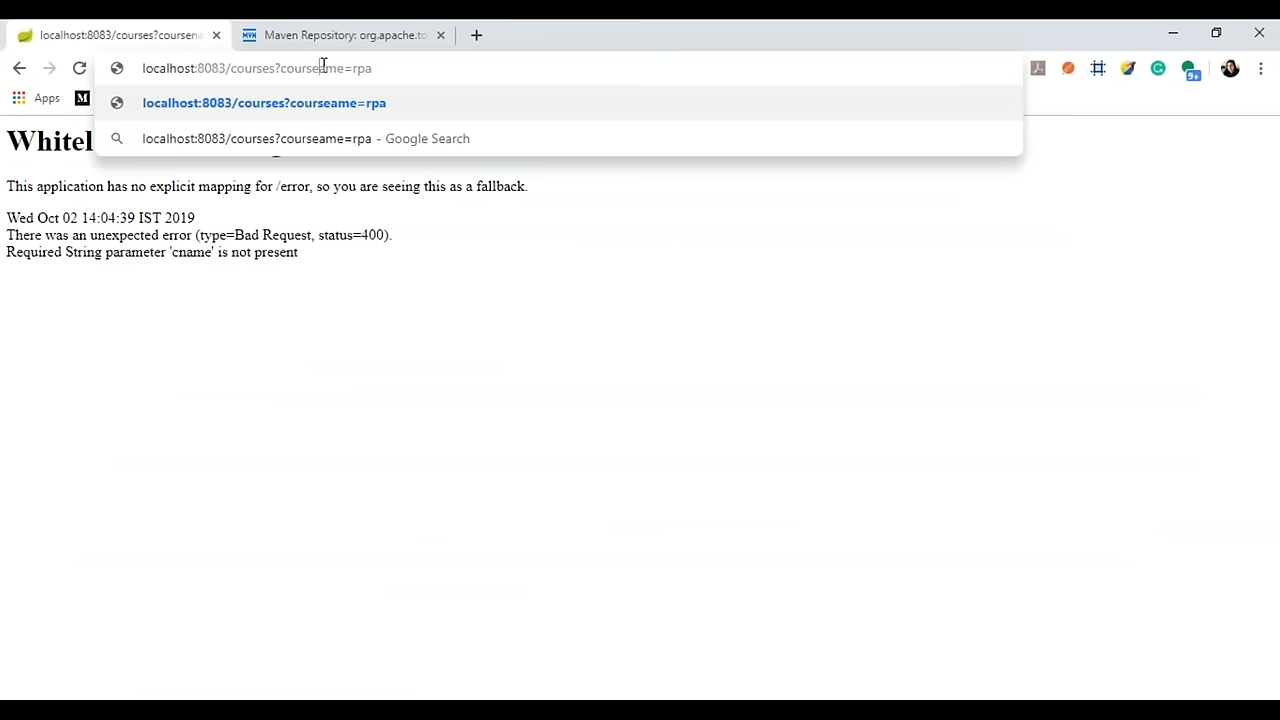 localhost:8083/courses?coursena
Maven Repository: org.apache.to
localhost:8083/courses?courseame=rpa
localhost:8083/courses?courseame=rpa
localhost:8083/courses?courseame=rpa - Google Search
9+
Apps
M
Whitel
This application has no explicit mapping for /error, so you are seeing this as a fallback.
Wed Oct 02 14:04:39 IST 2019
There was an unexpected error (type=Bad Request, status=400).
Required String parameter 'cname' is not present